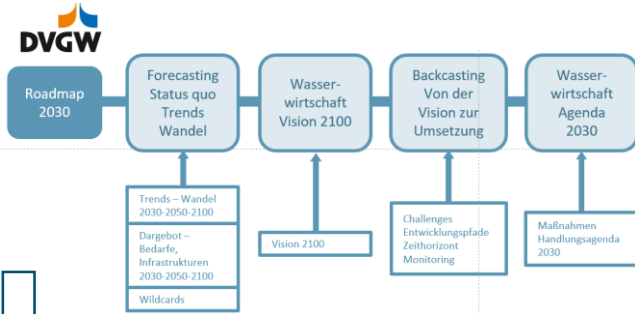 DVGW
Roadmap
2030
Forecasting
Status quo
Trends
Wandel
Wasser-
wirtschaft
Vision 2100
Backcasting
Von der
Vision zur
Umsetzung
Wasser-
wirtschaft
Agenda
2030
Trends – Wandel
2030-2050-2100
Dargebot –
Bedarfe,
Infrastrukturen
2030-2050-2100
Wildcards
Vision 2100
Challenges
Entwicklungspfade
Zeithorizont
Monitoring
Maßnahmen
Handlungsagenda
2030